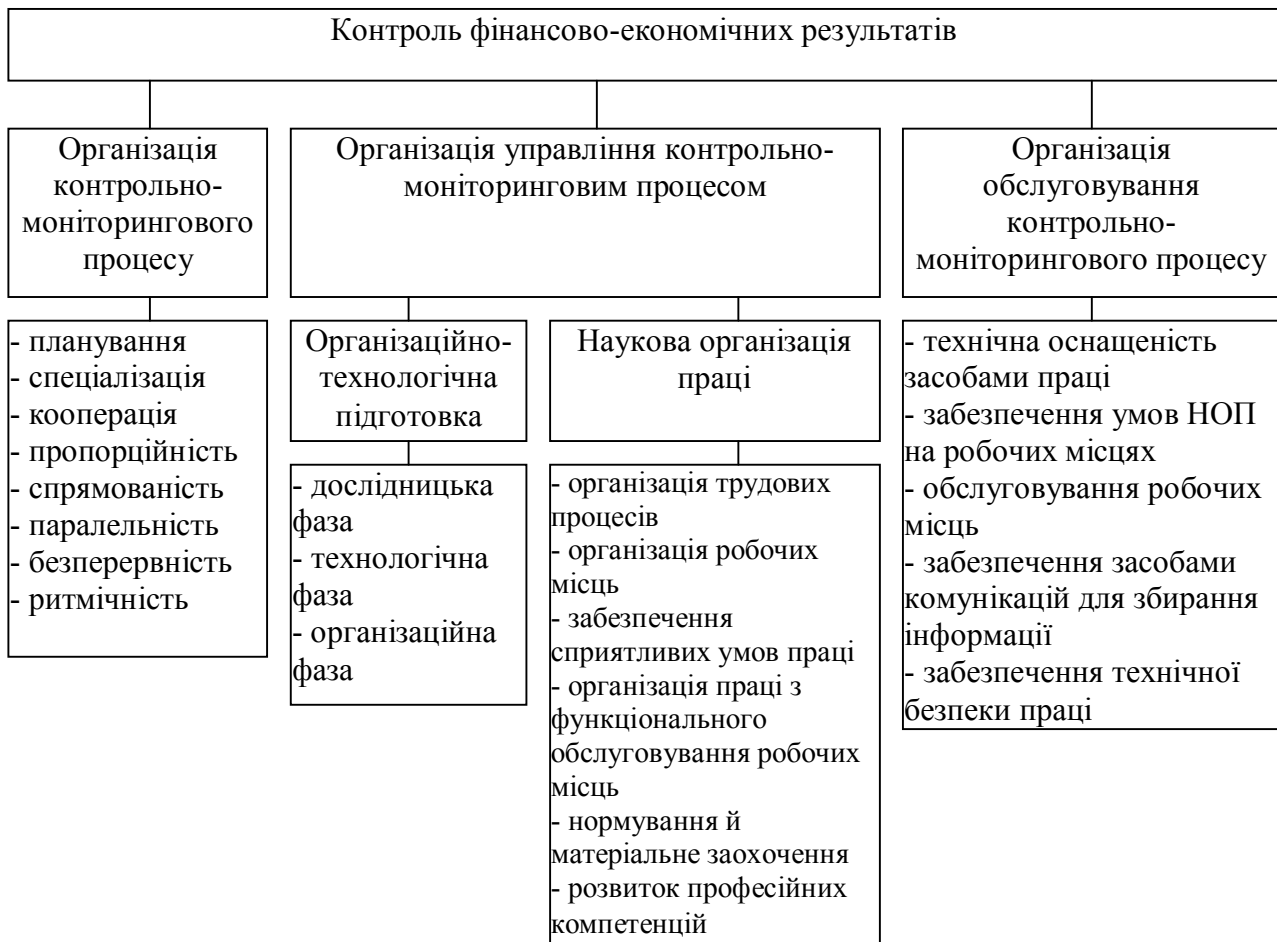 Контроль фінансово-економічних результатів
Організація
контрольно-
моніторингового
процесу
Організація управління контрольно-
моніторинговим процесом
Організація
обслуговування
контрольно-
моніторингового процесу
- планування
- спеціалізація
- кооперація
- пропорційність
- спрямованість
- паралельність
- безперервність
- ритмічність
Організаційно-
технологічна
підготовка
- дослідницька
фаза
- технологічна
фаза
- організаційна
фаза
Наукова організація
праці
- організація трудових
процесів
- організація робочих
місць
- забезпечення
сприятливих умов праці
- організація праці з
функціонального
обслуговування робочих
місць
- нормування й
матеріальне заохочення
- розвиток професійних
компетенцій
- технічна оснащеність
засобами праці
- забезпечення умов НОП
на робочих місцях
- обслуговування робочих
місць
- забезпечення засобами
комунікацій для збирання
інформації
- забезпечення технічної
безпеки праці